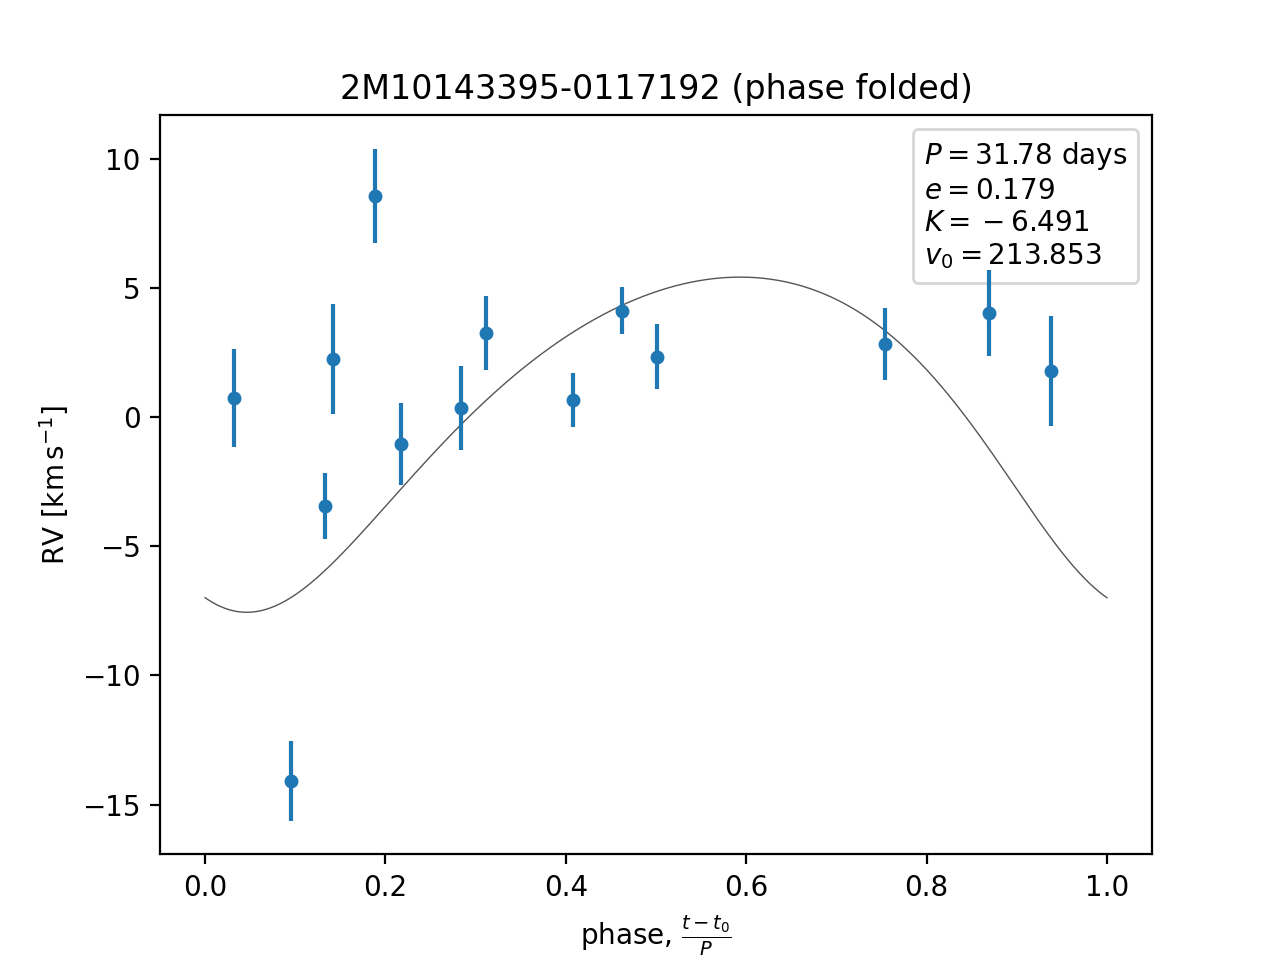 2M10143395-0117192 (phase folded)
P = 31.78 days
e = 0.179
K = −6.491
v₀ = 213.853
RV [km s⁻¹]
10
5
0
−5
−10
−15
0.0 0.2 0.4 0.6 0.8 1.0
phase, (t − t₀)/P